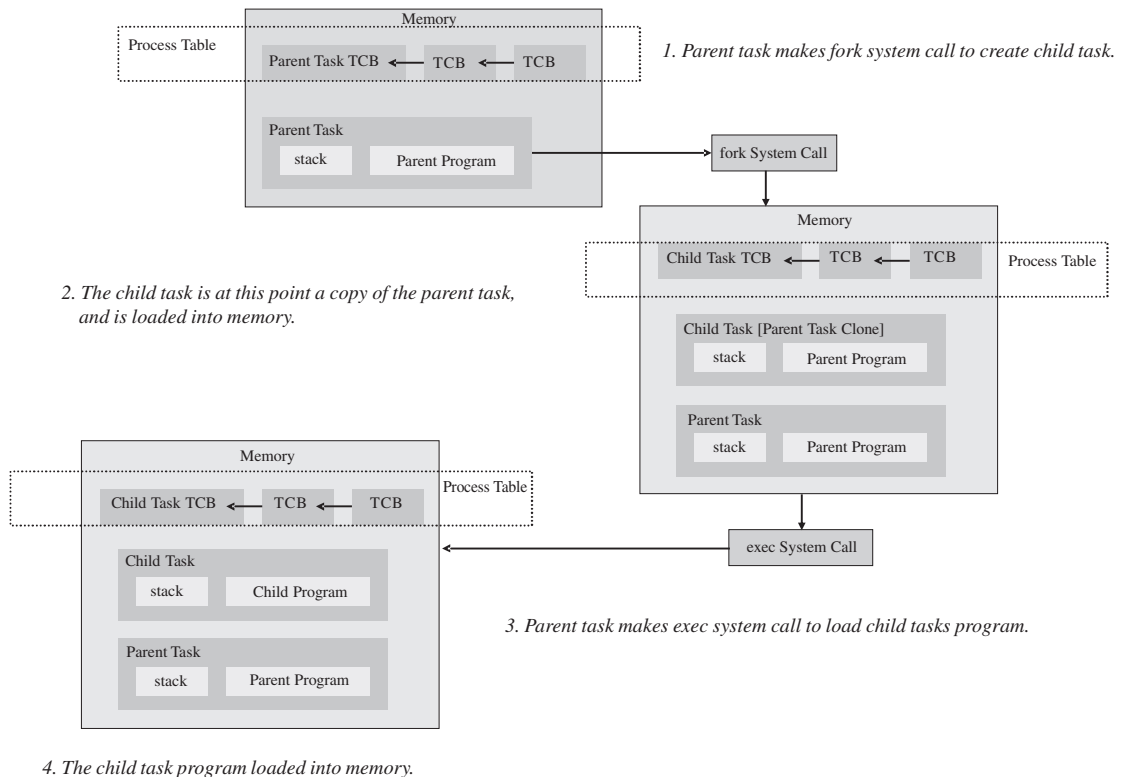 Memory
Process Table
Parent Task TCB
TCB
TCB
1. Parent task makes fork system call to create child task.
Parent Task
stack
Parent Program
fork System Call
Memory
Child Task TCB
TCB
TCB
Process Table
2. The child task is at this point a copy of the parent task,
and is loaded into memory.
Child Task [Parent Task Clone]
stack
Parent Program
Parent Task
stack
Parent Program
Memory
Process Table
Child Task TCB
TCB
TCB
exec System Call
Child Task
stack
Child Program
3. Parent task makes exec system call to load child tasks program.
Parent Task
stack
Parent Program
4. The child task program loaded into memory.